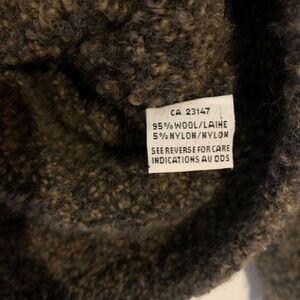 CA 23147
95% WOOL/LAINE
5% NYLON/NYLON
SEE REVERSE FOR CARE
INDICATIONS AU DOS